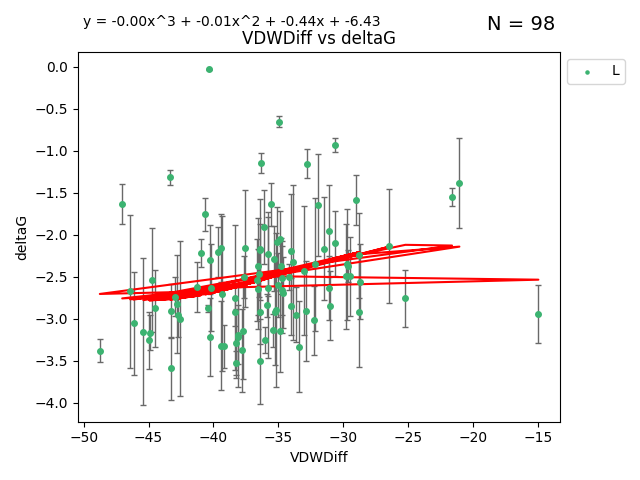 y = -0.00x^3 + -0.01x^2 + -0.44x + -6.43
N = 98
VDWDiff vs deltaG
L
0.0
−0.5
−1.0
−1.5
−2.0
−2.5
−3.0
−3.5
−4.0
deltaG
−50 −45 −40 −35 −30 −25 −20 −15
VDWDiff